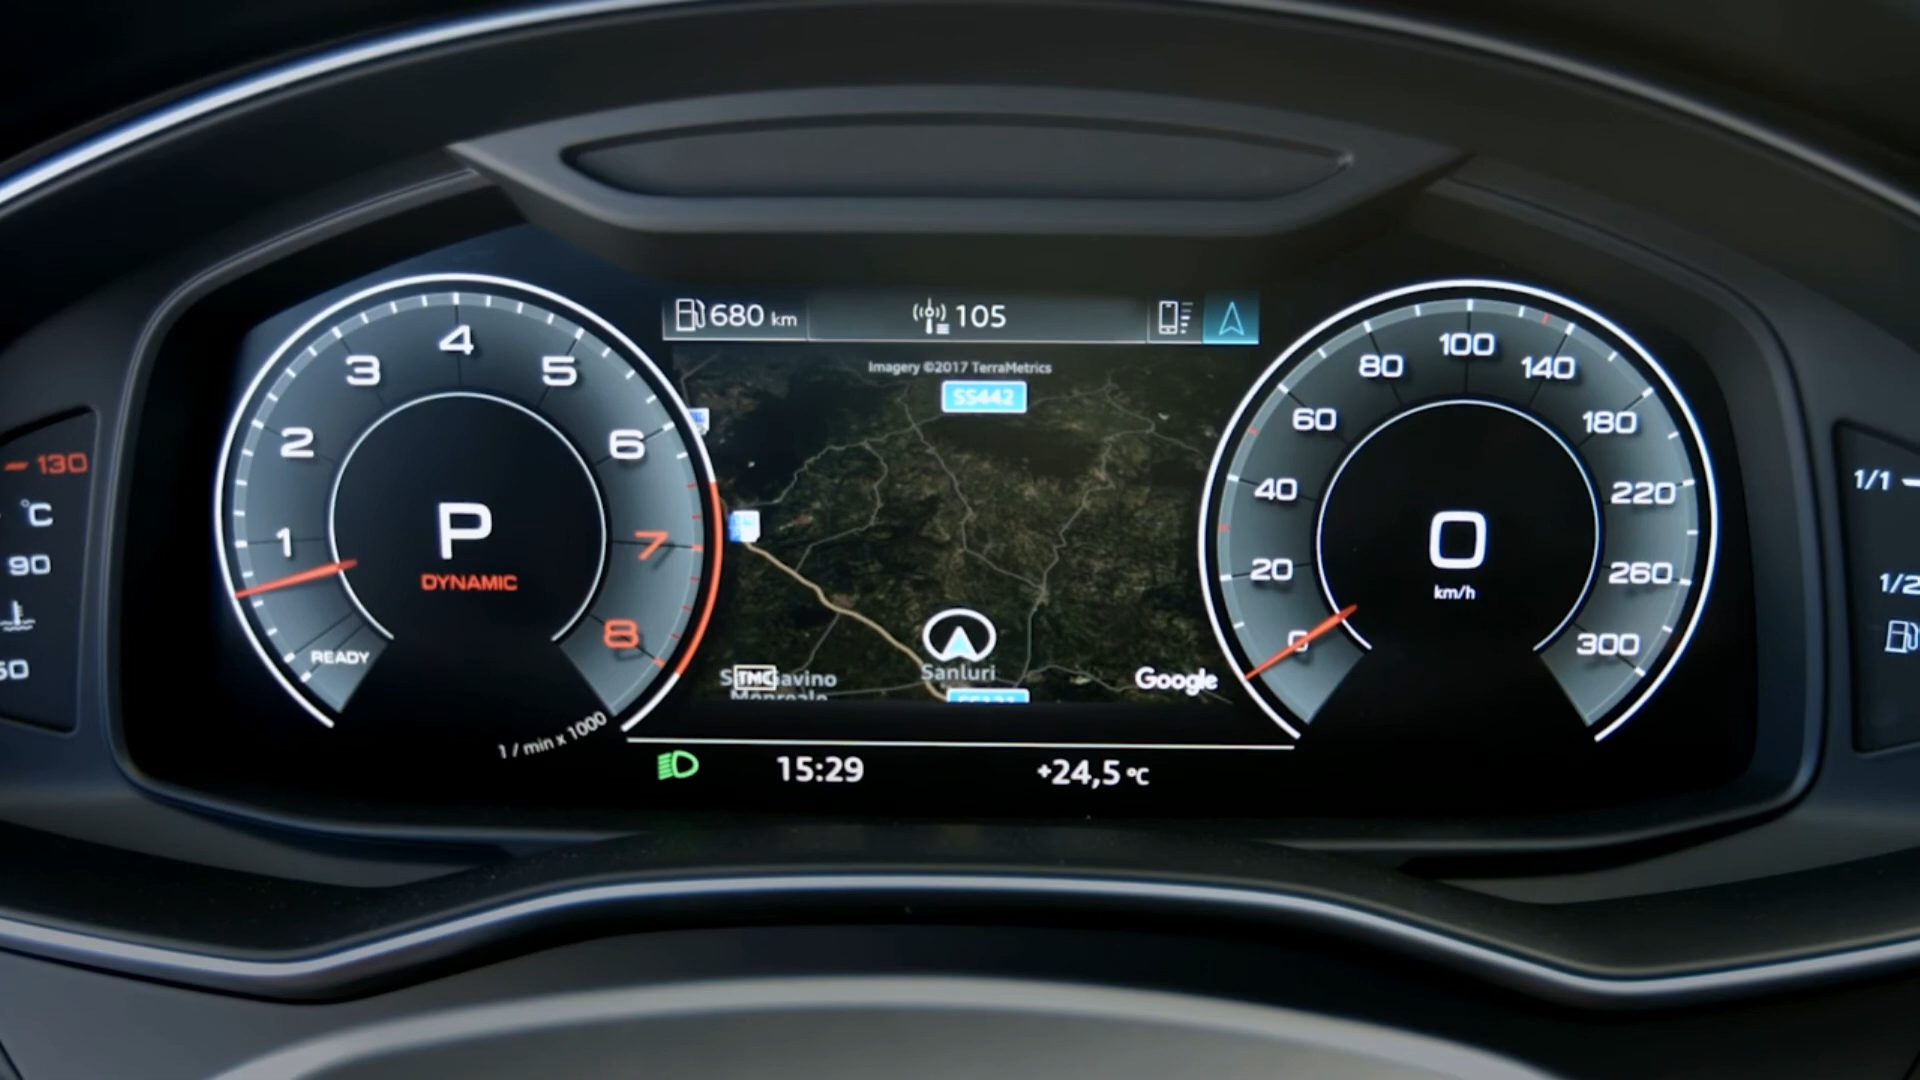 680 km
105
Imagery ©2017 TerraMetrics
SS442
Sanluri
Google
TMC
1
2
3
4
5
6
7
8
READY
P
DYNAMIC
1 / min x 1000
0
20
40
60
80
100
140
180
220
260
300
0
km/h
15:29
+24,5 °C
130
°C
90
1/1
1/2